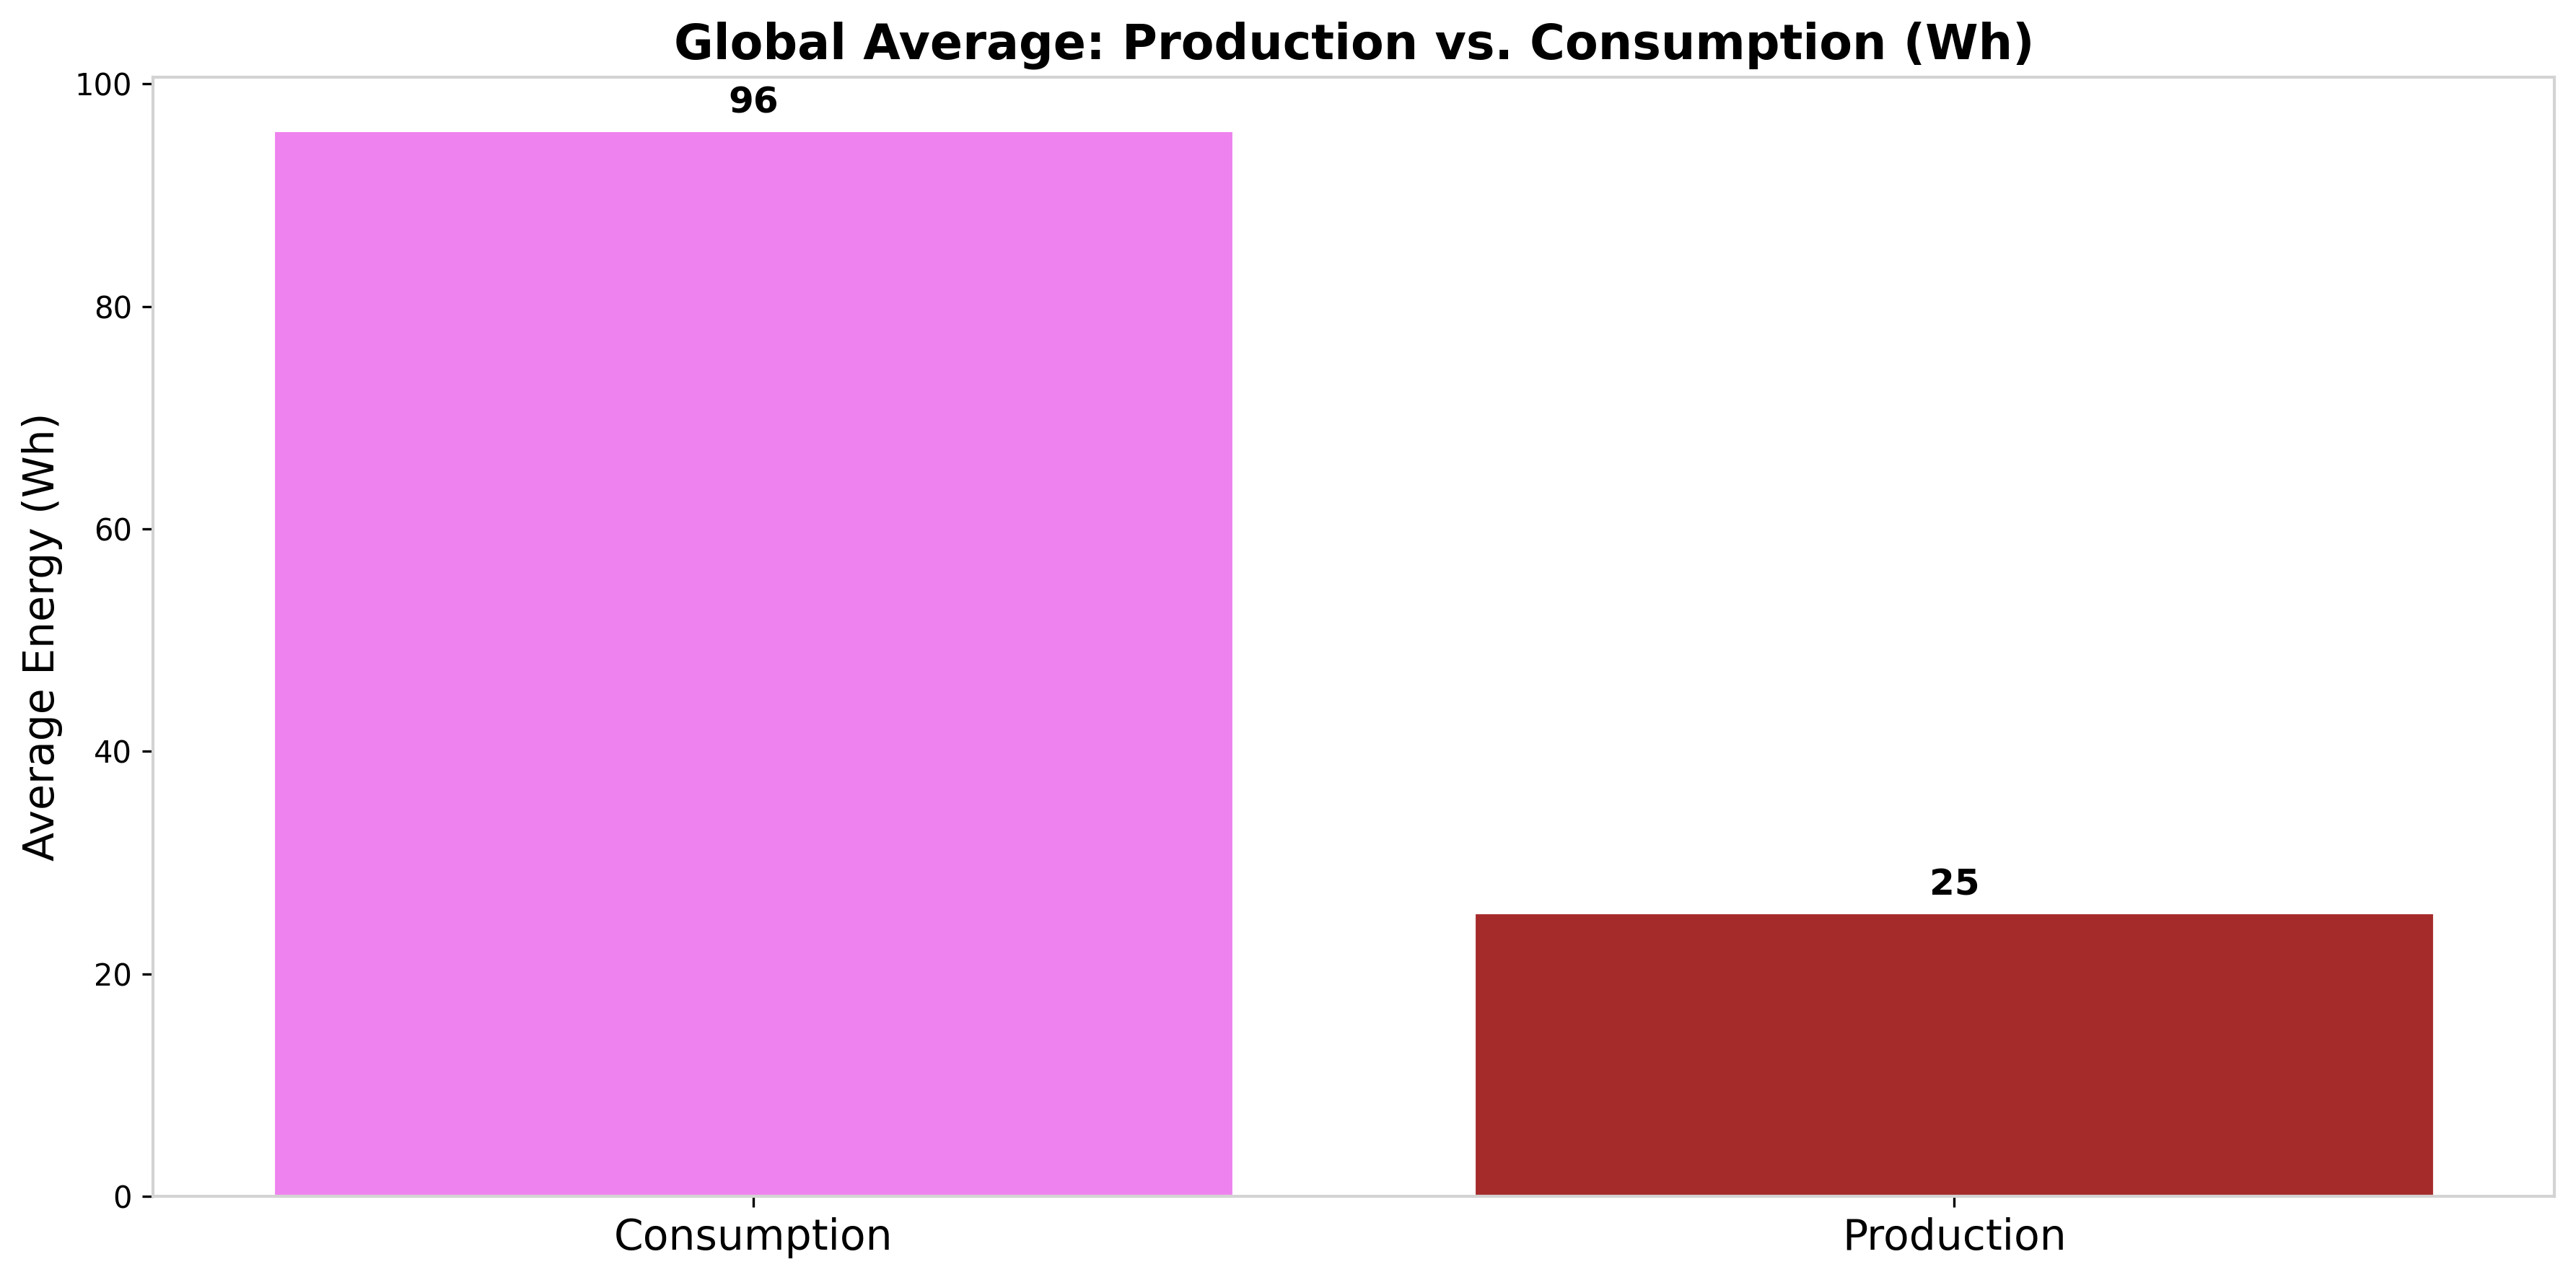 Global Average: Production vs. Consumption (Wh)
Average Energy (Wh)
100
80
60
40
20
0
96
25
Consumption
Production